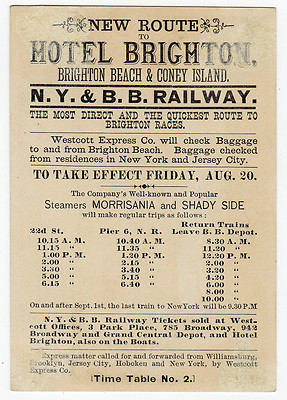 NEW ROUTE
TO
HOTEL BRIGHTON,
BRIGHTON BEACH & CONEY ISLAND,
N. Y. & B. B. RAILWAY.
THE MOST DIRECT AND THE QUICKEST ROUTE TO
BRIGHTON RACES.
Westcott Express Co. will check Baggage
to and from Brighton Beach. Baggage checked
from residences in New York and Jersey City.
TO TAKE EFFECT FRIDAY, AUG. 20.
The Company's Well-known and Popular
Steamers MORRISANIA and SHADY SIDE
will make regular trips as follows:
Return Trains
22d St. Pier 6, N. R. Leave B. B. Depot.
10.15 A. M. 10.40 A. M. 8.30 A. M.
11.15 " 11.35 " 11.20 "
1.00 P. M. 1.20 P. M. 12.20 P. M.
2.00 " 2.25 " 2.25 "
3.20 " 3.40 " 3.20 "
5.00 " 5.25 " 4.20 "
6.15 " 6.40 " 6.00 "
8.00 "
10.00 "
On and after Sept. 1st, the last train to New York will be 9.30 P M
N. Y. & B. B. Railway Tickets sold at West-
cott Offices, 3 Park Place, 785 Broadway, 942
Broadway and Grand Central Depot, and Hotel
Brighton, also on the Boats.
Express matter called for and forwarded from Williamsburg,
Brooklyn, Jersey City, Hoboken and New York, by Westcott
Express Co.
[Time Table No. 2.]